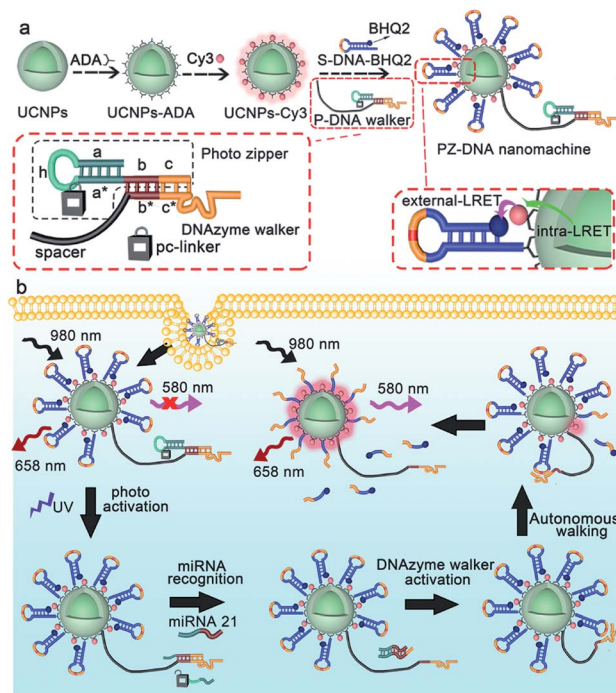 a
ADA
Cy3
BHQ2
S-DNA-BHQ2
UCNPs
UCNPs-ADA
UCNPs-Cy3
P-DNA walker
PZ-DNA nanomachine
a
b
c
Photo zipper
h
a*
b*
c*
DNAzyme walker
pc-linker
spacer
external-LRET
intra-LRET
b
980 nm
580 nm
658 nm
980 nm
580 nm
658 nm
UV
photo
activation
miRNA
recognition
miRNA 21
DNAzyme walker
activation
Autonomous
walking